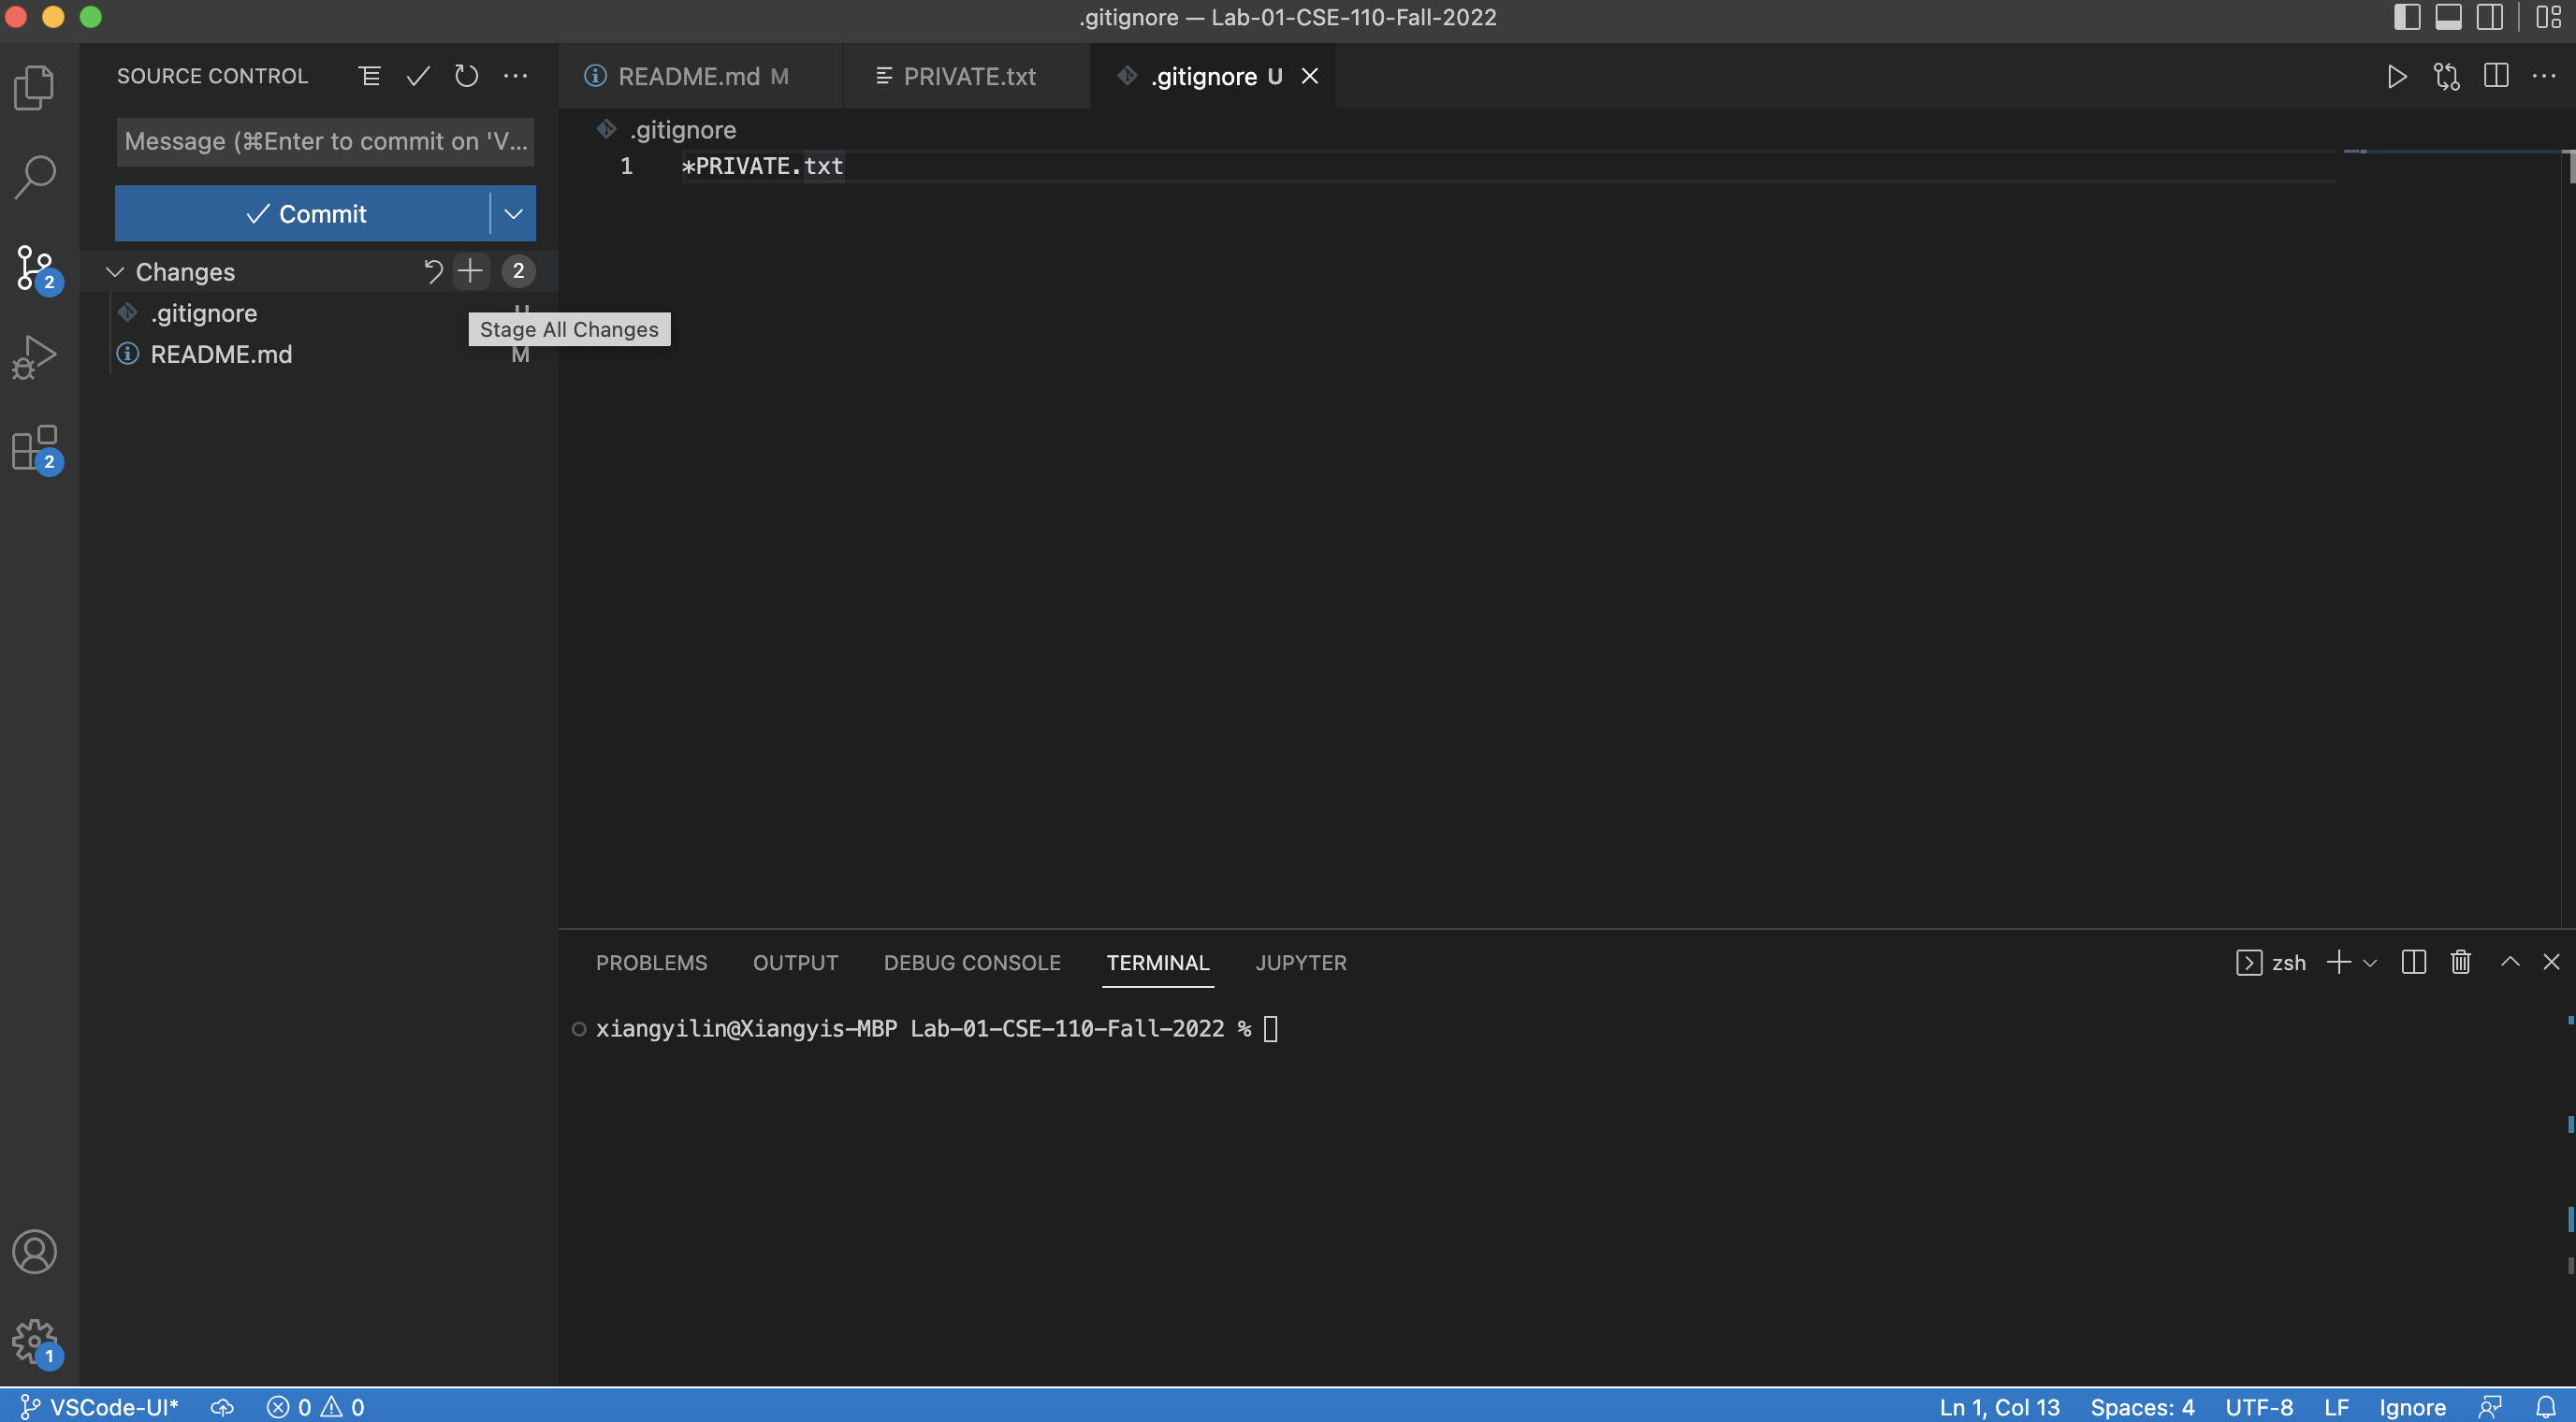 .gitignore — Lab-01-CSE-110-Fall-2022
SOURCE CONTROL
README.md M
PRIVATE.txt
.gitignore U
Message (⌘Enter to commit on 'V...
.gitignore
1 *PRIVATE.txt
Commit
Changes 2
.gitignore
Stage All Changes
README.md M
2
2
PROBLEMS OUTPUT DEBUG CONSOLE TERMINAL JUPYTER
zsh
xiangyilin@Xiangyis-MBP Lab-01-CSE-110-Fall-2022 %
1
VSCode-UI* 0 0 Ln 1, Col 13 Spaces: 4 UTF-8 LF Ignore